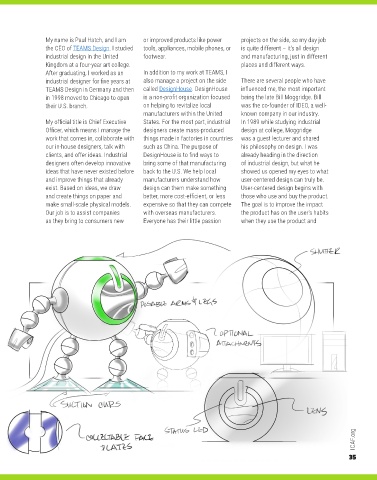 My name is Paul Hatch, and I am
the CEO of TEAMS Design. I studied
industrial design in the United
Kingdom at a four-year art college.
After graduating, I worked as an
industrial designer for five years at
TEAMS Design in Germany and then
in 1998 moved to Chicago to open
their U.S. branch.
My official title is Chief Executive
Officer, which means I manage the
work that comes in, collaborate with
our in-house designers, talk with
clients, and offer ideas. Industrial
designers often develop innovative
ideas that have never existed before
and improve things that already
exist. Based on ideas, we draw
and create things on paper and
make small-scale physical models.
Our job is to assist companies
as they bring to consumers new
or improved products like power
tools, appliances, mobile phones, or
footwear.
In addition to my work at TEAMS, I
also manage a project on the side
called DesignHouse. DesignHouse
is a non-profit organization focused
on helping to revitalize local
manufacturers within the United
States. For the most part, industrial
designers create mass-produced
things made in factories in countries
such as China. The purpose of
DesignHouse is to find ways to
bring some of that manufacturing
back to the U.S. We help local
manufacturers understand how
design can them make something
better, more cost-efficient, or less
expensive so that they can compete
with overseas manufacturers.
Everyone has their little passion
projects on the side, so my day job
is quite different – it's all design
and manufacturing, just in different
places and different ways.
There are several people who have
influenced me, the most important
being the late Bill Moggridge. Bill
was the co-founder of IDEO, a well-
known company in our industry.
In 1989 while studying industrial
design at college, Moggridge
was a guest lecturer and shared
his philosophy on design. I was
already heading in the direction
of industrial design, but what he
showed us opened my eyes to what
user-centered design can truly be.
User-centered design begins with
those who use and buy the product.
The goal is to improve the impact
the product has on the user's habits
when they use the product and
SHUTTER
POSABLE ARMS & LEGS
OPTIONAL
ATTACHMENTS
SUCTION CUPS
LENS
STATUS LED
COLLECTABLE FACE
PLATES
ICAF.org
35